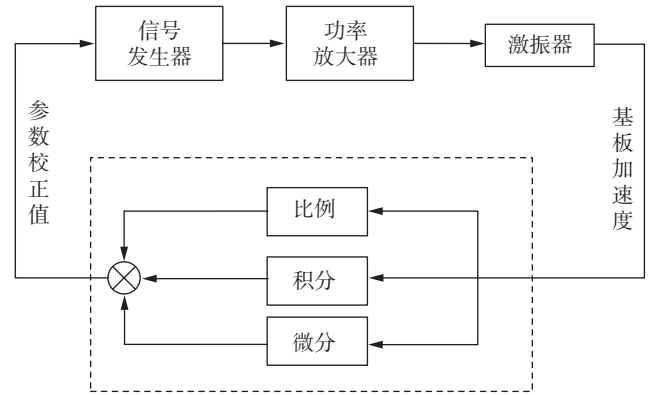 信号
发生器
功率
放大器
激振器
参数校正值
基板加速度
比例
积分
微分